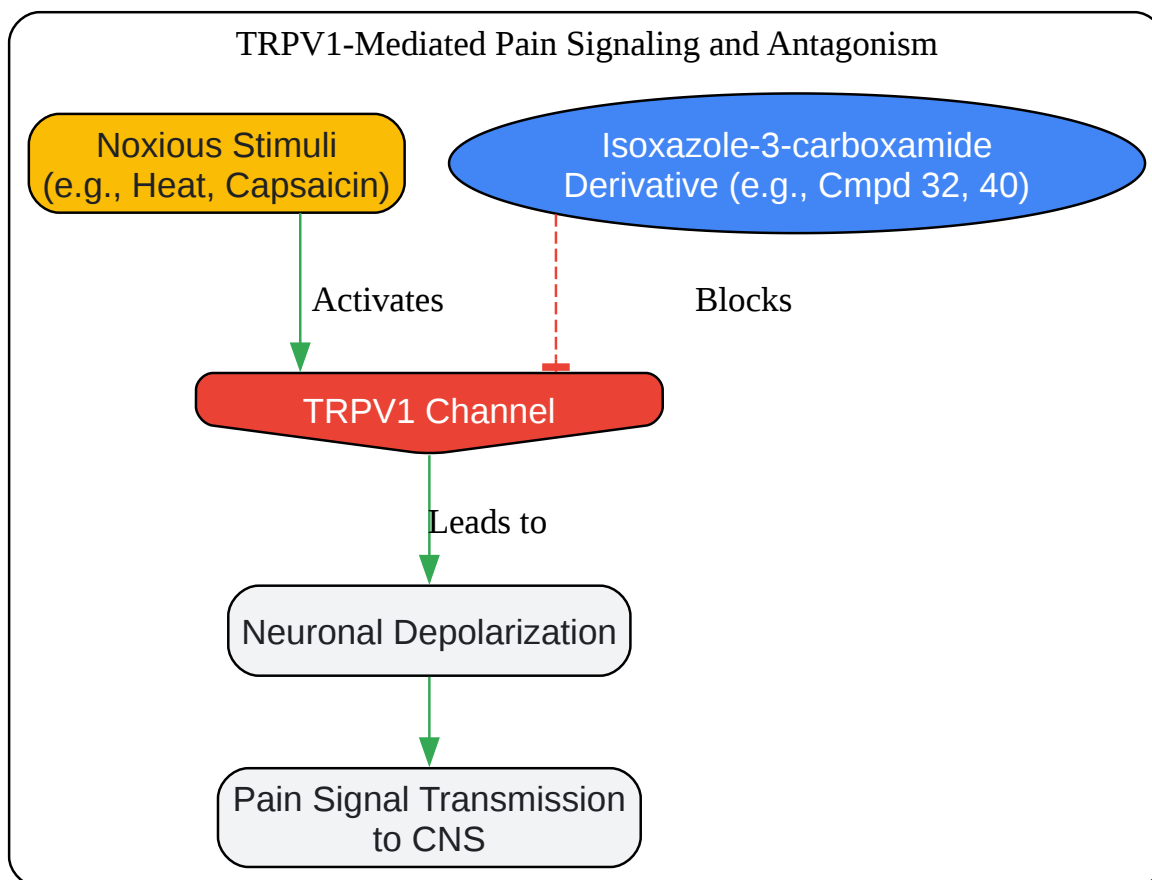 TRPV1-Mediated Pain Signaling and Antagonism
Noxious Stimuli
(e.g., Heat, Capsaicin)
Isoxazole-3-carboxamide
Derivative (e.g., Cmpd 32, 40)
Activates
Blocks
TRPV1 Channel
Leads to
Neuronal Depolarization
Pain Signal Transmission
to CNS